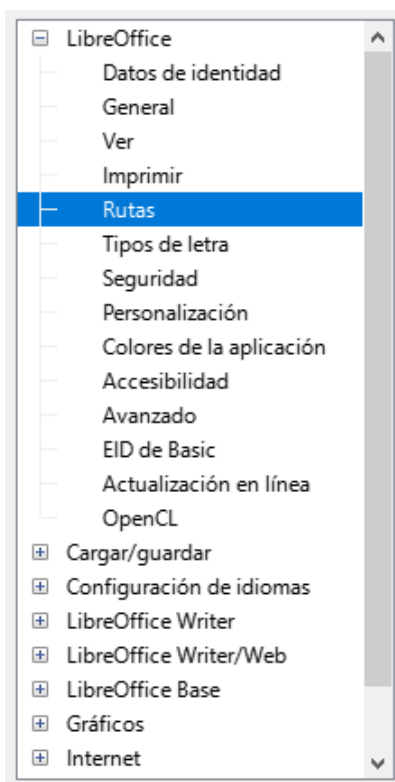 LibreOffice
Datos de identidad
General
Ver
Imprimir
Rutas
Tipos de letra
Seguridad
Personalización
Colores de la aplicación
Accesibilidad
Avanzado
EID de Basic
Actualización en línea
OpenCL
Cargar/guardar
Configuración de idiomas
LibreOffice Writer
LibreOffice Writer/Web
LibreOffice Base
Gráficos
Internet